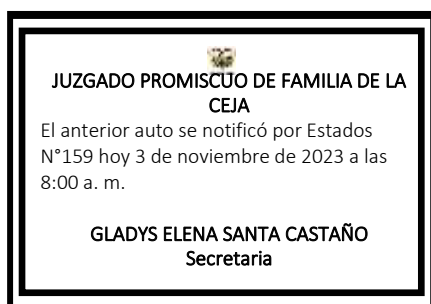 JUZGADO PROMISCUO DE FAMILIA DE LA
CEJA
El anterior auto se notificó por Estados
N°159 hoy 3 de noviembre de 2023 a las
8:00 a. m.
GLADYS ELENA SANTA CASTAÑO
Secretaria